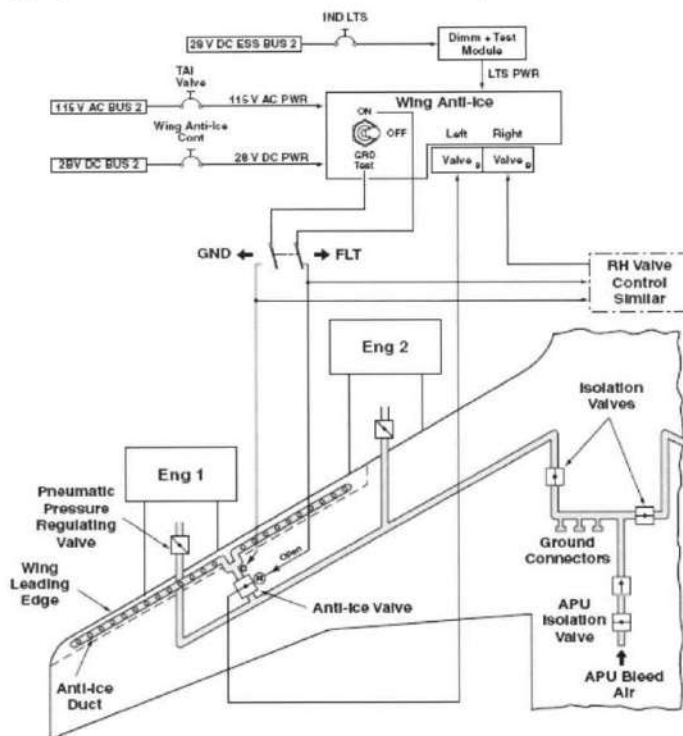 IND LTS
28 V DC ESS BUS 2
Dimm + Test
Module
LTS PWR
TAI
Valve
115 V AC BUS 2
115 V AC PWR
Wing Anti-Ice
Cont
28V DC BUS 2
28 V DC PWR
Wing Anti-Ice
ON
OFF
GRD
Test
Left
Right
Valve
Valve
GND
FLT
RH Valve
Control
Similar
Eng 2
Eng 1
Isolation
Valves
Pneumatic
Pressure
Regulating
Valve
Wing
Leading
Edge
Open
Anti-Ice Valve
Anti-Ice
Duct
Ground
Connectors
APU
Isolation
Valve
APU Bleed
Air